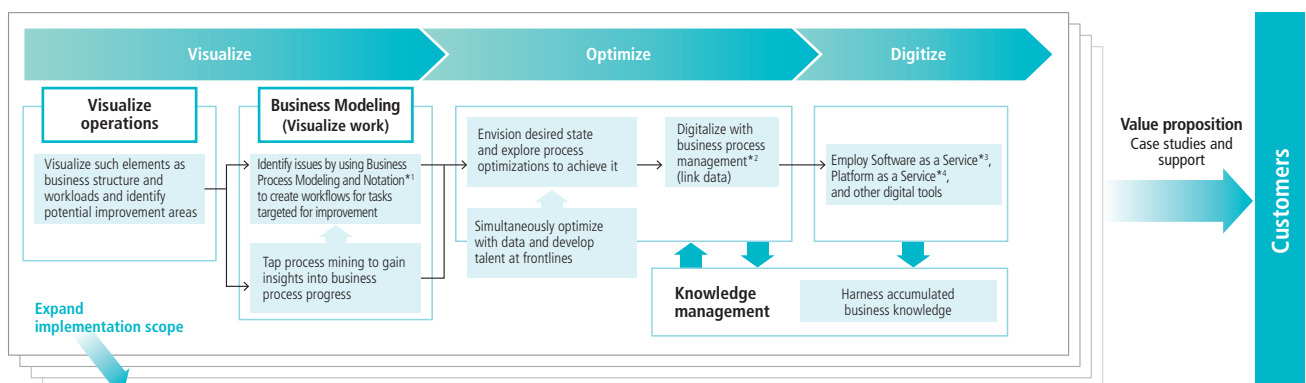 Visualize
Optimize
Digitize
Visualize
operations
Visualize such elements as
business structure and
workloads and identify
potential improvement areas
Business Modeling
(Visualize work)
Identify issues by using Business
Process Modeling and Notation*1
to create workflows for tasks
targeted for improvement
Tap process mining to gain
insights into business
process progress
Envision desired state
and explore process
optimizations to achieve it
Simultaneously optimize
with data and develop
talent at frontlines
Digitalize with
business process
management*2
(link data)
Employ Software as a Service*3,
Platform as a Service*4,
and other digital tools
Knowledge
management
Harness accumulated
business knowledge
Expand
implementation scope
Value proposition
Case studies and
support
Customers